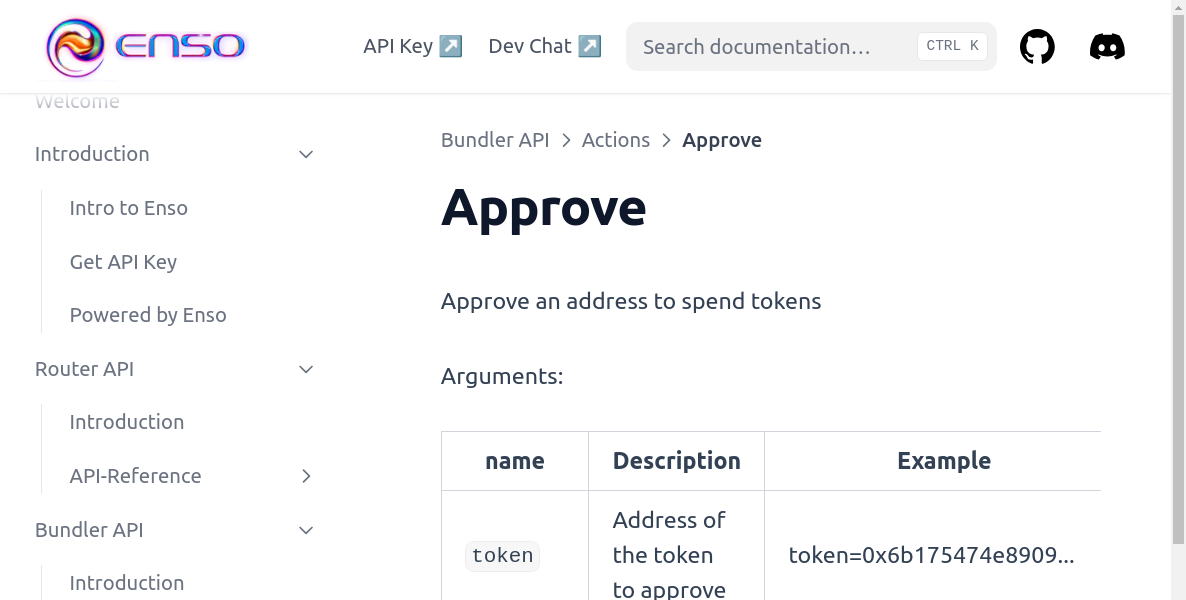 ENSO
API Key ↗️ Dev Chat ↗️ Search documentation… CTRL K
Welcome
Introduction
Intro to Enso
Get API Key
Powered by Enso
Router API
Introduction
API-Reference
Bundler API
Introduction
Bundler API > Actions > Approve
Approve
Approve an address to spend tokens
Arguments:
name Description Example
token Address of the token to approve token=0x6b175474e8909...